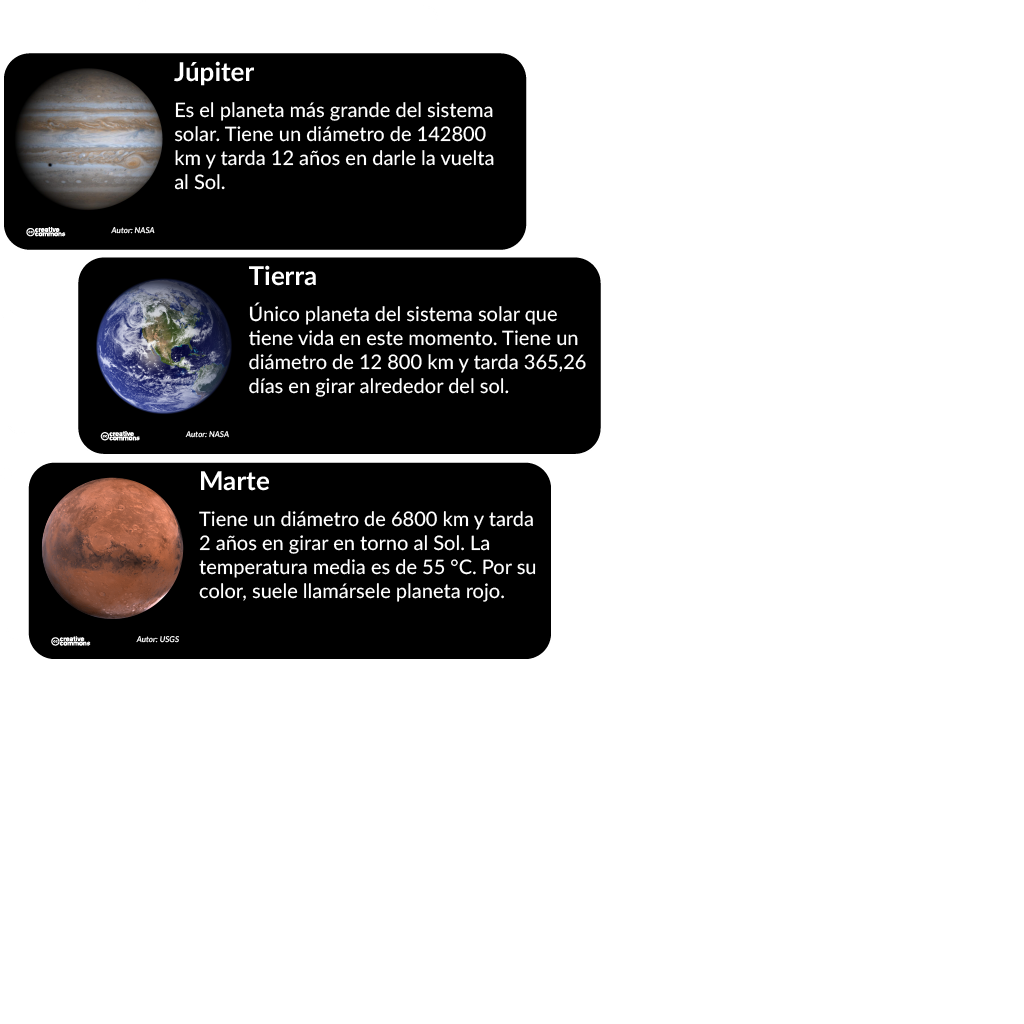 Júpiter
Es el planeta más grande del sistema
solar. Tiene un diámetro de 142800
km y tarda 12 años en darle la vuelta
al Sol.
creative
commons
Autor: NASA
Tierra
Único planeta del sistema solar que
tiene vida en este momento. Tiene un
diámetro de 12 800 km y tarda 365,26
días en girar alrededor del sol.
creative
commons
Autor: NASA
Marte
Tiene un diámetro de 6800 km y tarda
2 años en girar en torno al Sol. La
temperatura media es de 55 °C. Por su
color, suele llamársele planeta rojo.
creative
commons
Autor: USGS